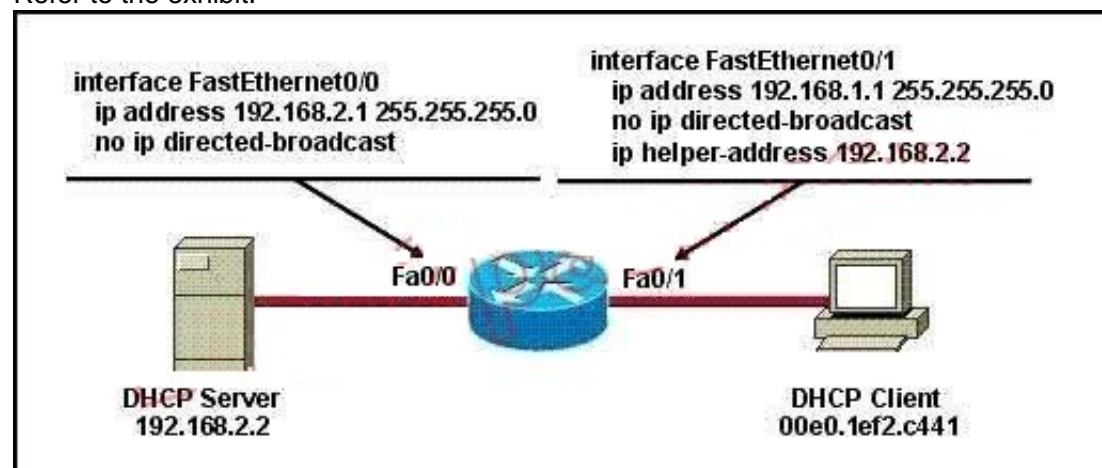 Refer to the exhibit.
interface FastEthernet0/0
ip address 192.168.2.1 255.255.255.0
no ip directed-broadcast
interface FastEthernet0/1
ip address 192.168.1.1 255.255.255.0
no ip directed-broadcast
ip helper-address 192.168.2.2
Fa0/0
Fa0/1
DHCP Server
192.168.2.2
DHCP Client
00e0.1ef2.c441